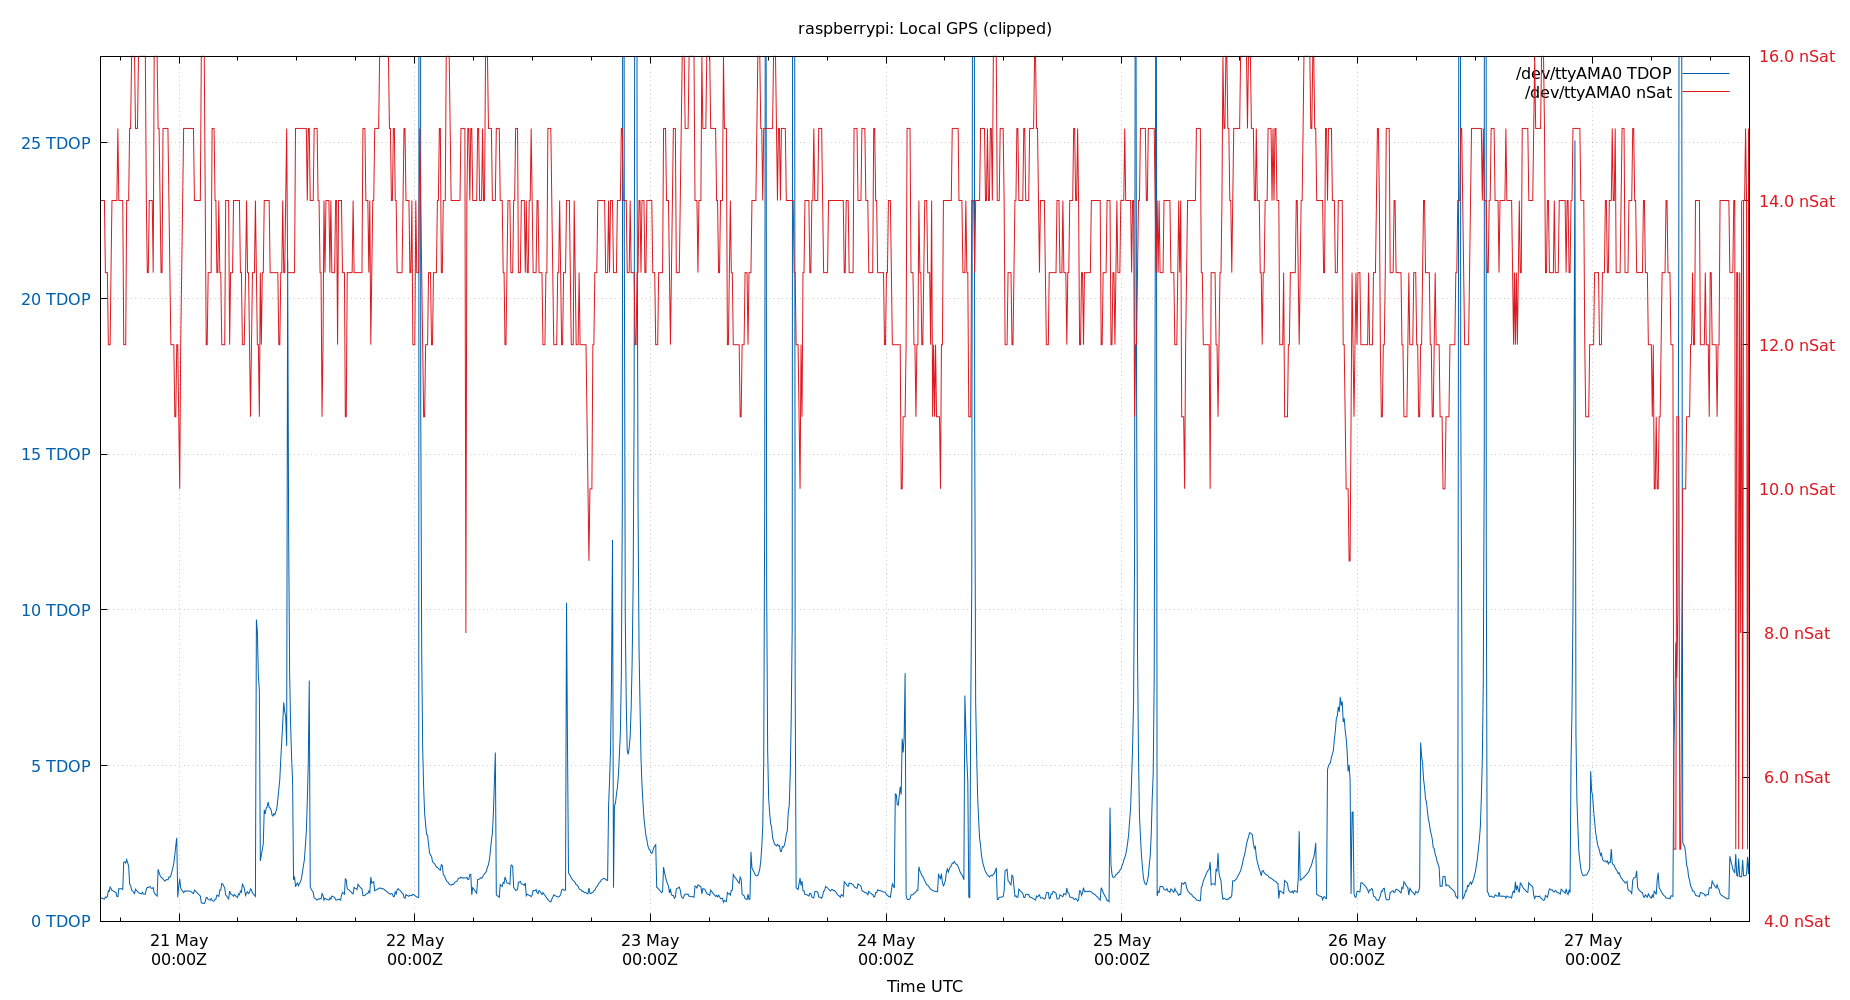 raspberrypi: Local GPS (clipped)
/dev/ttyAMA0 TDOP
/dev/ttyAMA0 nSat
25 TDOP
20 TDOP
15 TDOP
10 TDOP
5 TDOP
0 TDOP
16.0 nSat
14.0 nSat
12.0 nSat
10.0 nSat
8.0 nSat
6.0 nSat
4.0 nSat
21 May 22 May 23 May 24 May 25 May 26 May 27 May
00:00Z 00:00Z 00:00Z 00:00Z 00:00Z 00:00Z 00:00Z
Time UTC